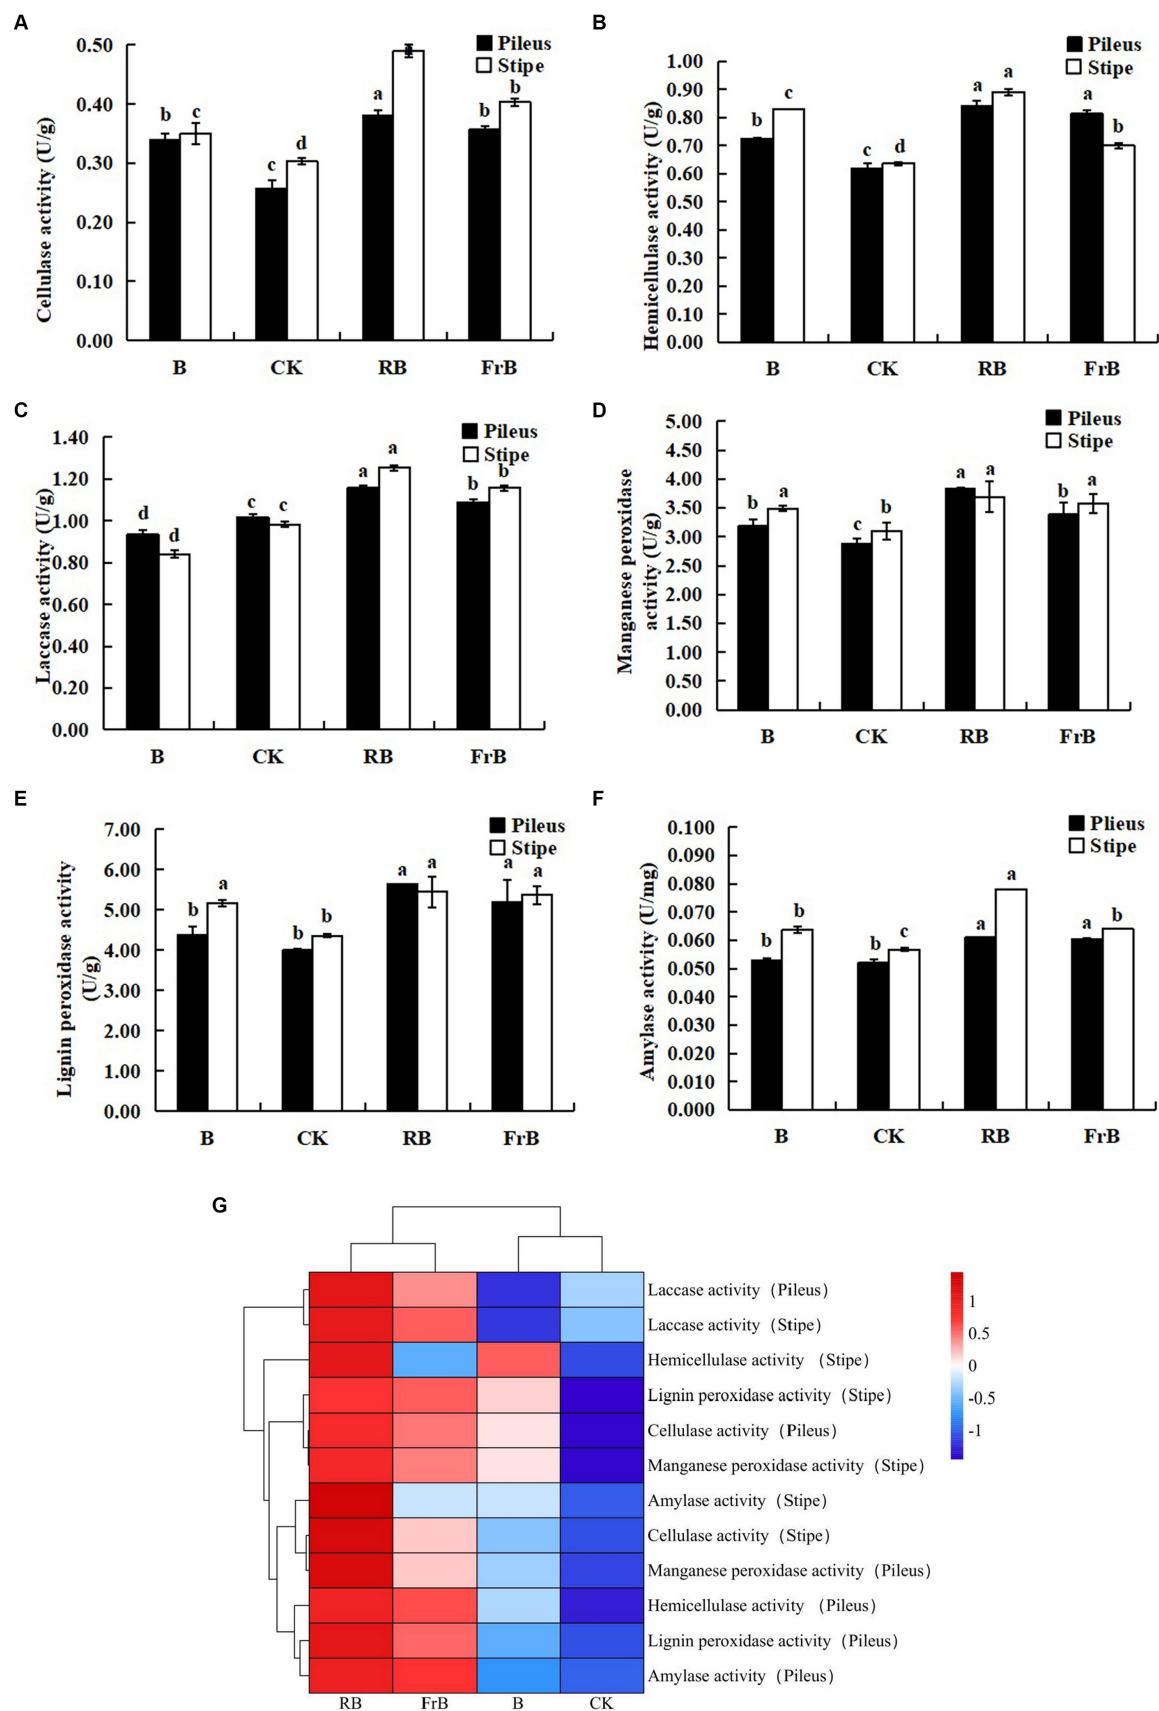 A
Cellulase activity (U/g)
0.50
0.40
0.30
0.20
0.10
0.00
Pileus
Stipe
b c
c d
a
b b
B CK RB FrB
B
Hemicellulase activity (U/g)
1.00
0.90
0.80
0.70
0.60
0.50
0.40
0.30
0.20
0.10
0.00
Pileus
Stipe
b c
c d
a a
a b
B CK RB FrB
C
Laccase activity (U/g)
1.40
1.20
1.00
0.80
0.60
0.40
0.20
0.00
Pileus
Stipe
d d
c c
a a
b b
B CK RB FrB
D
Manganese peroxidase
activity (U/g)
5.00
4.50
4.00
3.50
3.00
2.50
2.00
1.50
1.00
0.50
0.00
Pileus
Stipe
b a
c b
a a
b a
B CK RB FrB
E
Lignin peroxidase activity
(U/g)
7.00
6.00
5.00
4.00
3.00
2.00
1.00
0.00
Pileus
Stipe
b a
b b
a a
a a
B CK RB FrB
F
Amylase activity (U/mg)
0.100
0.090
0.080
0.070
0.060
0.050
0.040
0.030
0.020
0.010
0.000
Plieus
Stipe
b b
b c
a a
a b
B CK RB FrB
G
Laccase activity (Pileus)
Laccase activity (Stipe)
Hemicellulase activity (Stipe)
Lignin peroxidase activity (Stipe)
Cellulase activity (Pileus)
Manganese peroxidase activity (Stipe)
Amylase activity (Stipe)
Cellulase activity (Stipe)
Manganese peroxidase activity (Pileus)
Hemicellulase activity (Pileus)
Lignin peroxidase activity (Pileus)
Amylase activity (Pileus)
RB FrB B CK
1
0.5
0
-0.5
-1